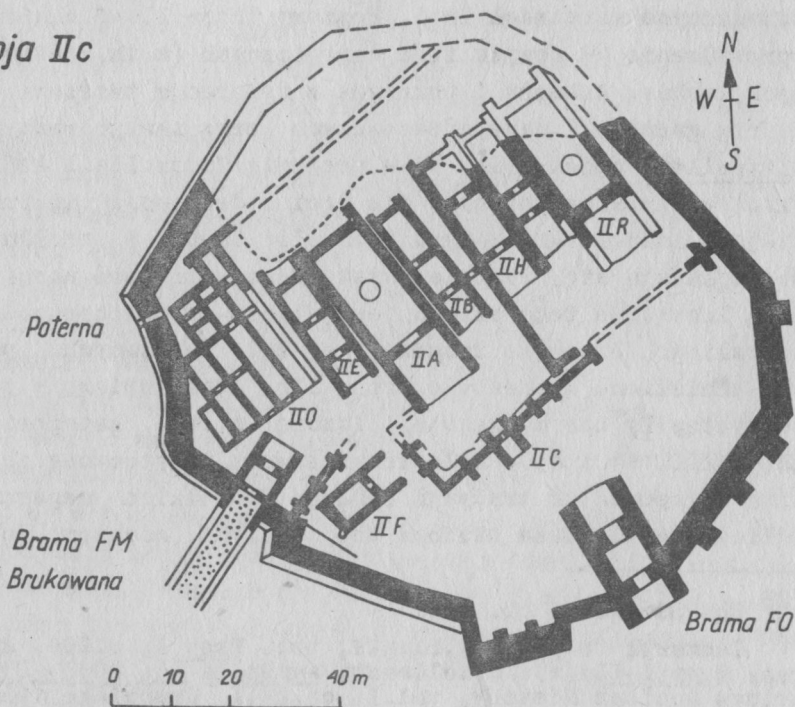 oja IIc
N
W E
S
IIR
IIH
IIB
IIA
IIE
IIO
IIC
IIF
Poterna
Brama FM
Brukowana
Brama FO
0 10 20 40 m